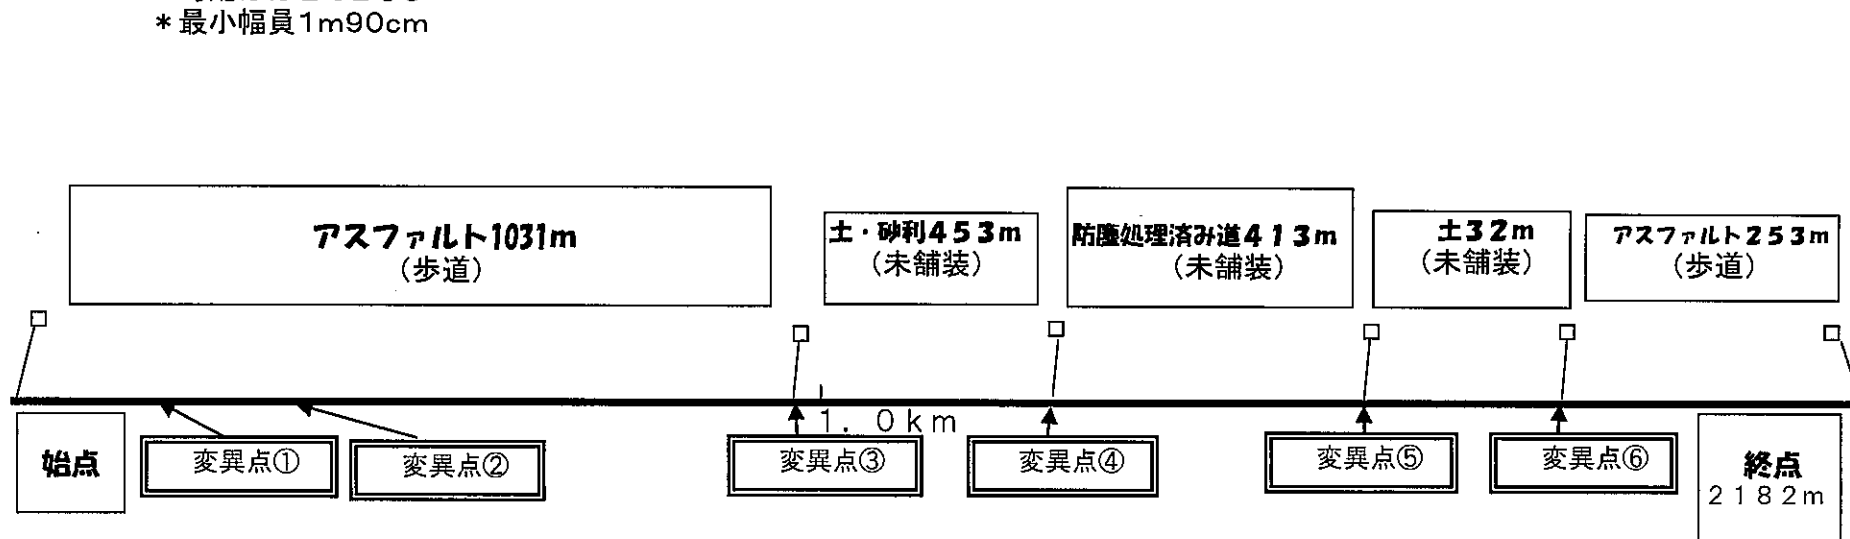 *最小幅員1m90cm
アスファルト1031m
(歩道)
土・砂利453m
(未舗装)
防塵処理済み道413m
(未舗装)
土32m
(未舗装)
アスファルト253m
(歩道)
1.0km
始点
変異点①
変異点②
変異点③
変異点④
変異点⑤
変異点⑥
終点
2182m